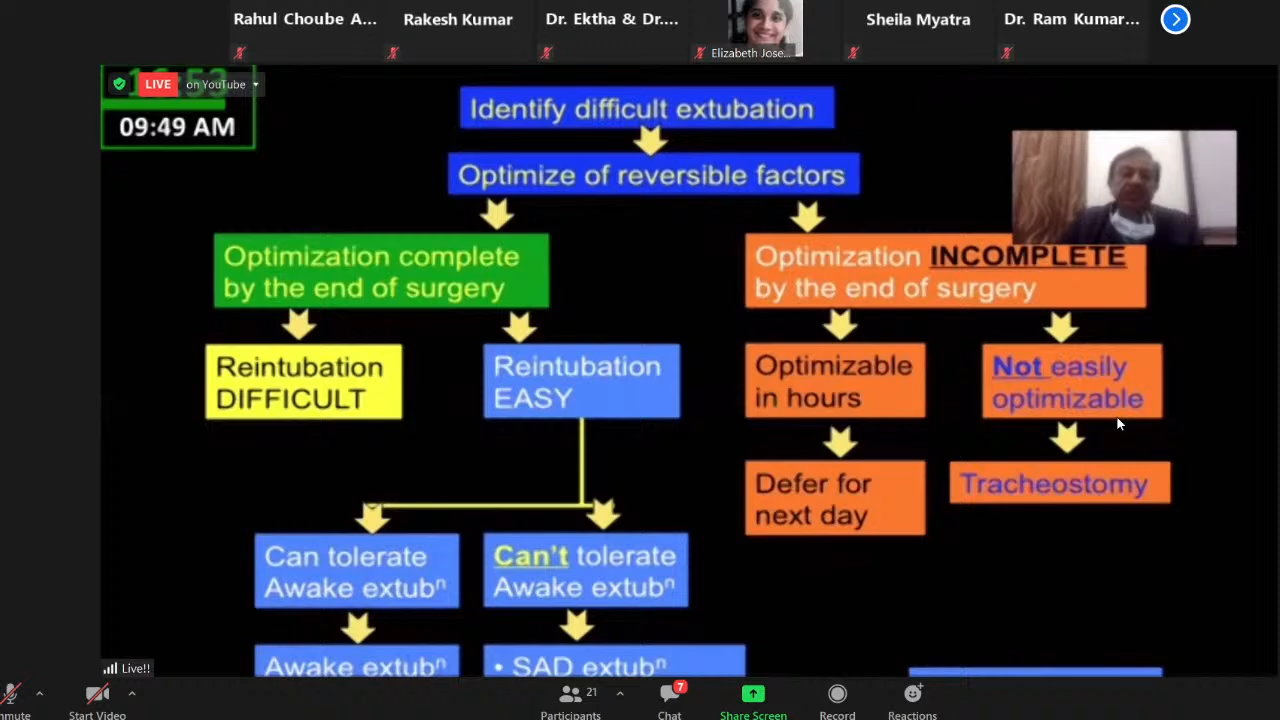 Rahul Choube A...
Rakesh Kumar
Dr. Ektha & Dr....
Elizabeth Jose...
Sheila Myatra
Dr. Ram Kumar...
LIVE
on YouTube
09:49 AM
Identify difficult extubation
Optimize of reversible factors
Optimization complete
by the end of surgery
Optimization INCOMPLETE
by the end of surgery
Reintubation
DIFFICULT
Reintubation
EASY
Optimizable
in hours
Not easily
optimizable
Defer for
next day
Tracheostomy
Can tolerate
Awake extubⁿ
Can't tolerate
Awake extubⁿ
Awake extubⁿ
• SAD extubⁿ
Live!!
Start Video
21
Participants
7
Chat
Share Screen
Record
Reactions